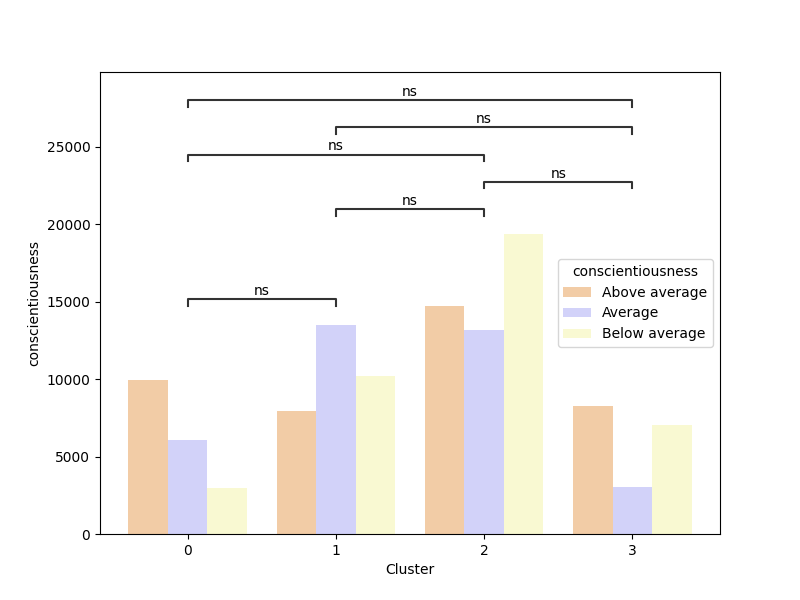 ns
ns
ns
ns
ns
ns
25000
20000
15000
10000
5000
0
conscientiousness
conscientiousness
Above average
Average
Below average
0 1 2 3
Cluster